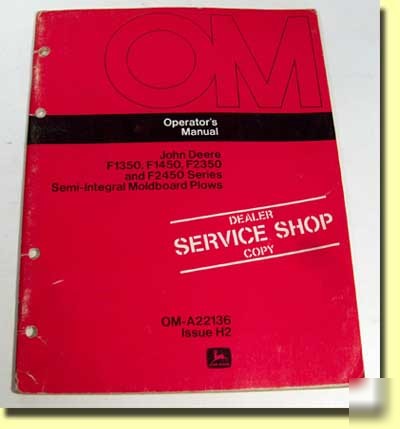 OM
Operator's
Manual
John Deere
F1350, F1450, F2350
and F2450 Series
Semi-Integral Moldboard Plows
DEALER
SERVICE SHOP
COPY
OM-A22136
Issue H2